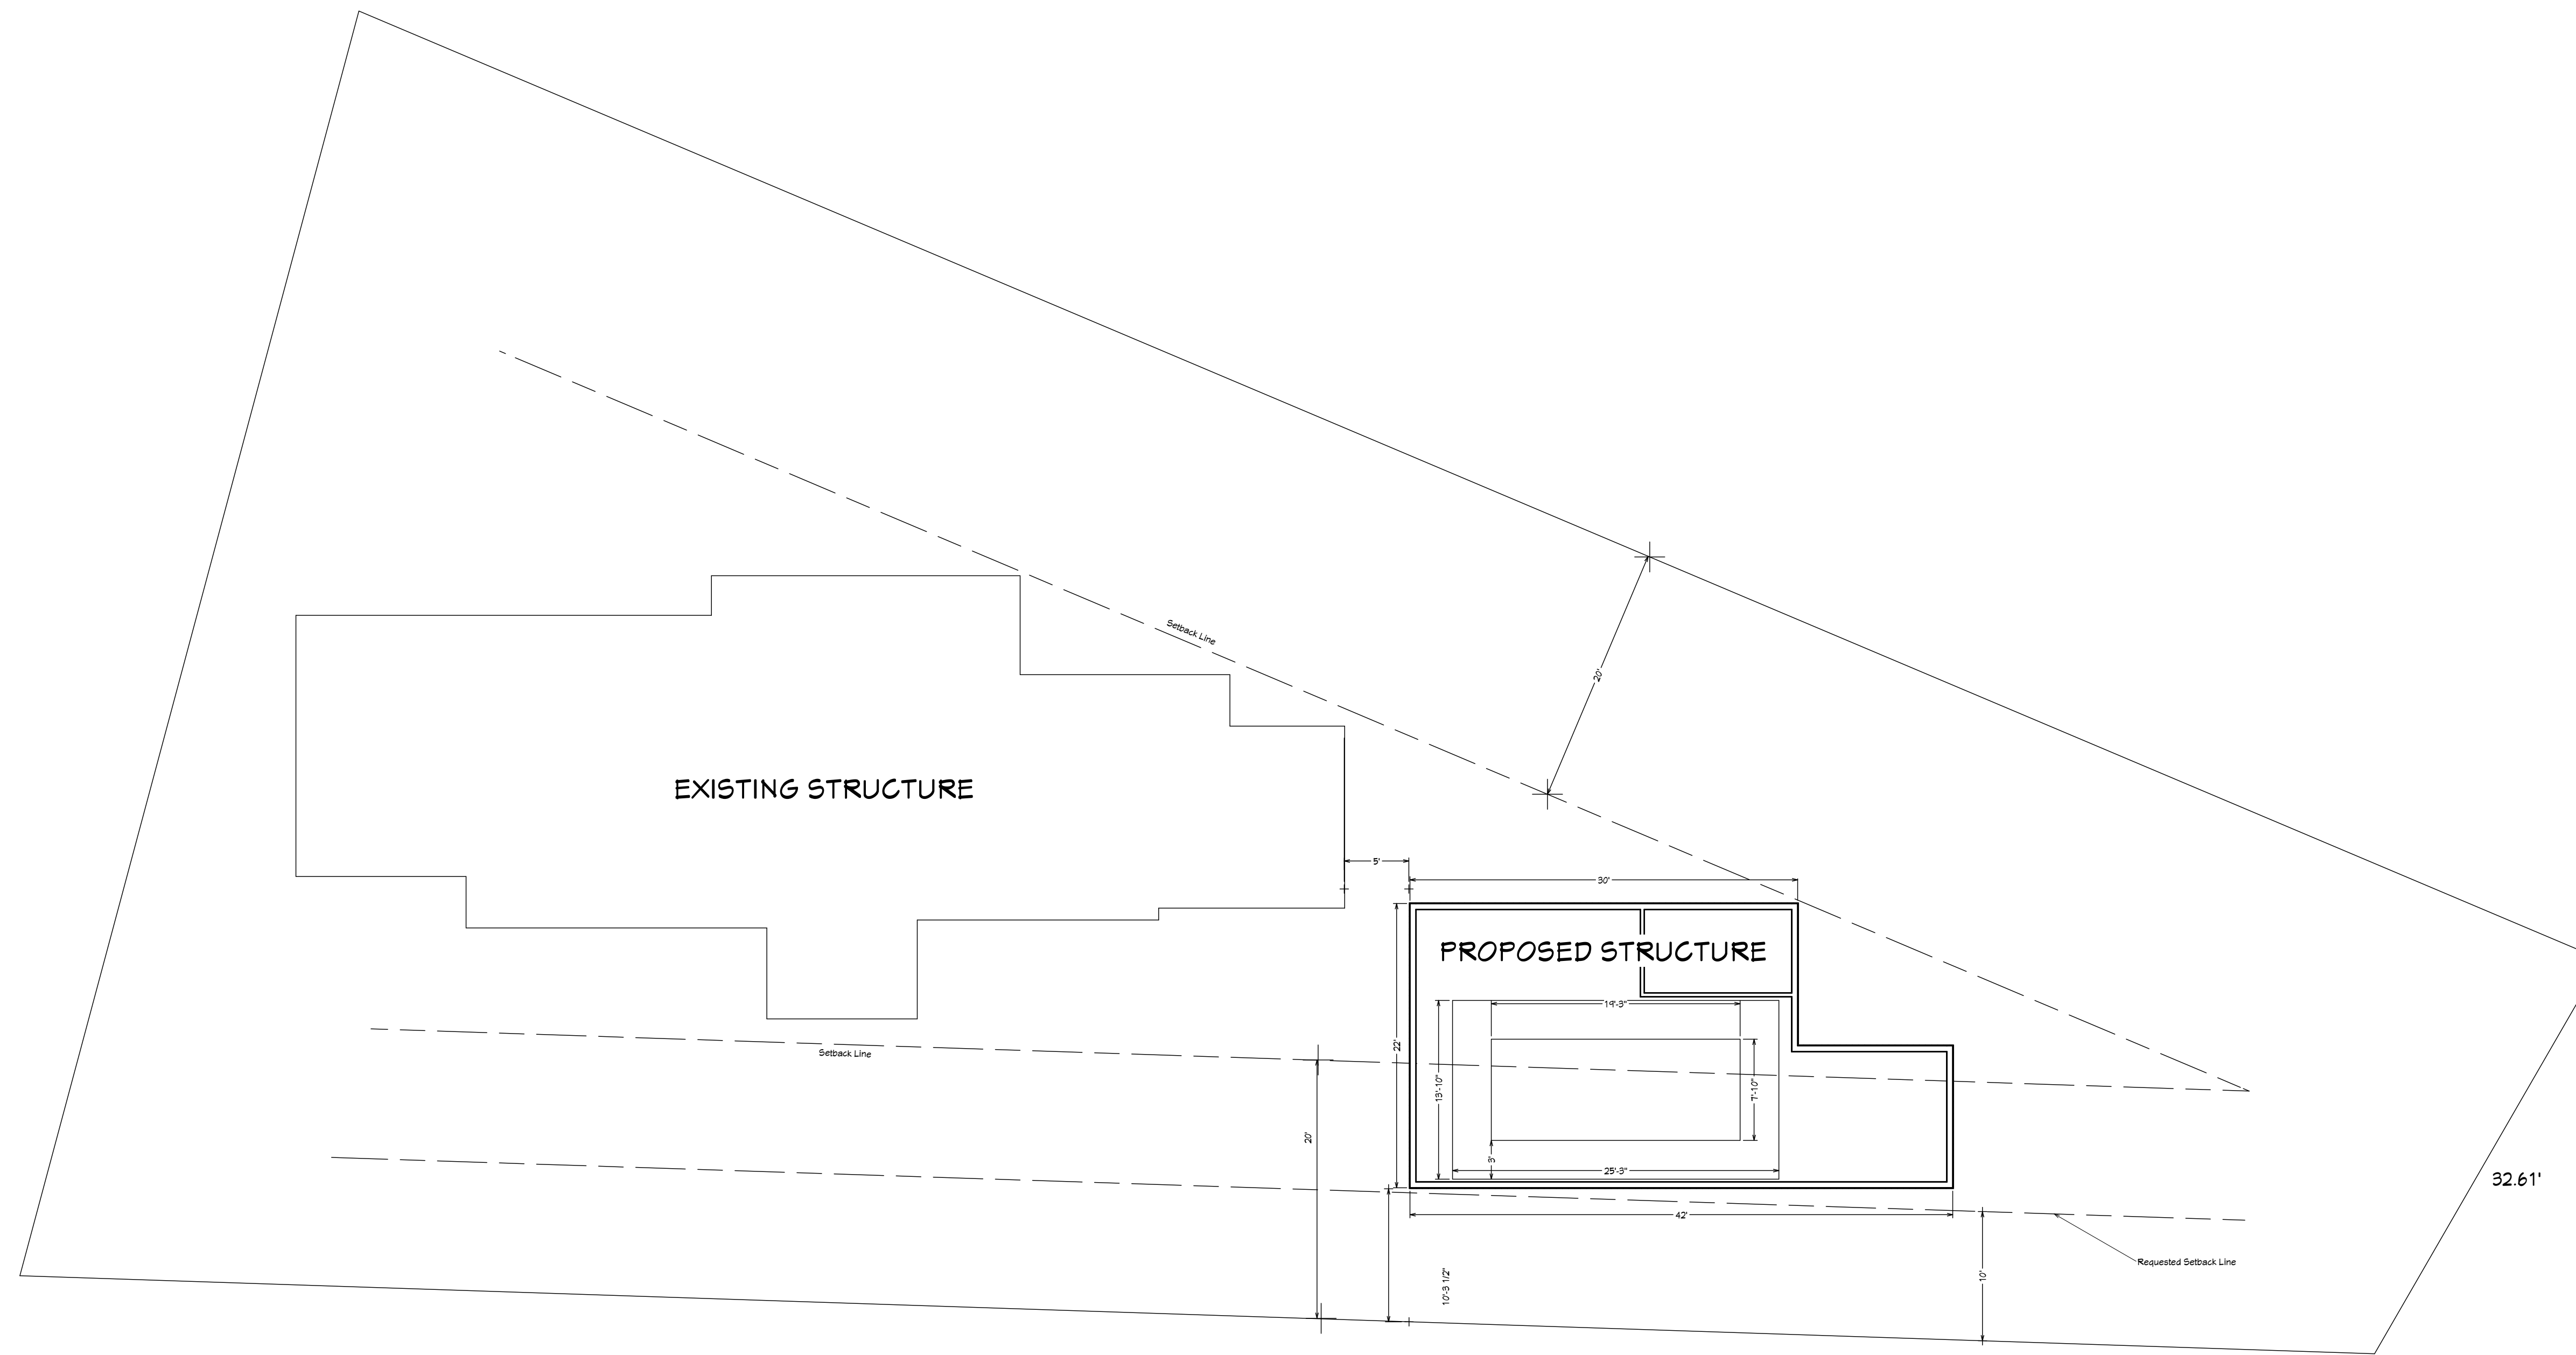 Setback Line
20'
EXISTING STRUCTURE
5'
30'
PROPOSED STRUCTURE
19'-3"
22'
13'-10"
7'-10"
Setback Line
20'
3'
25'-3"
32.61'
42'
Requested Setback Line
10'-3 1/2"
10'